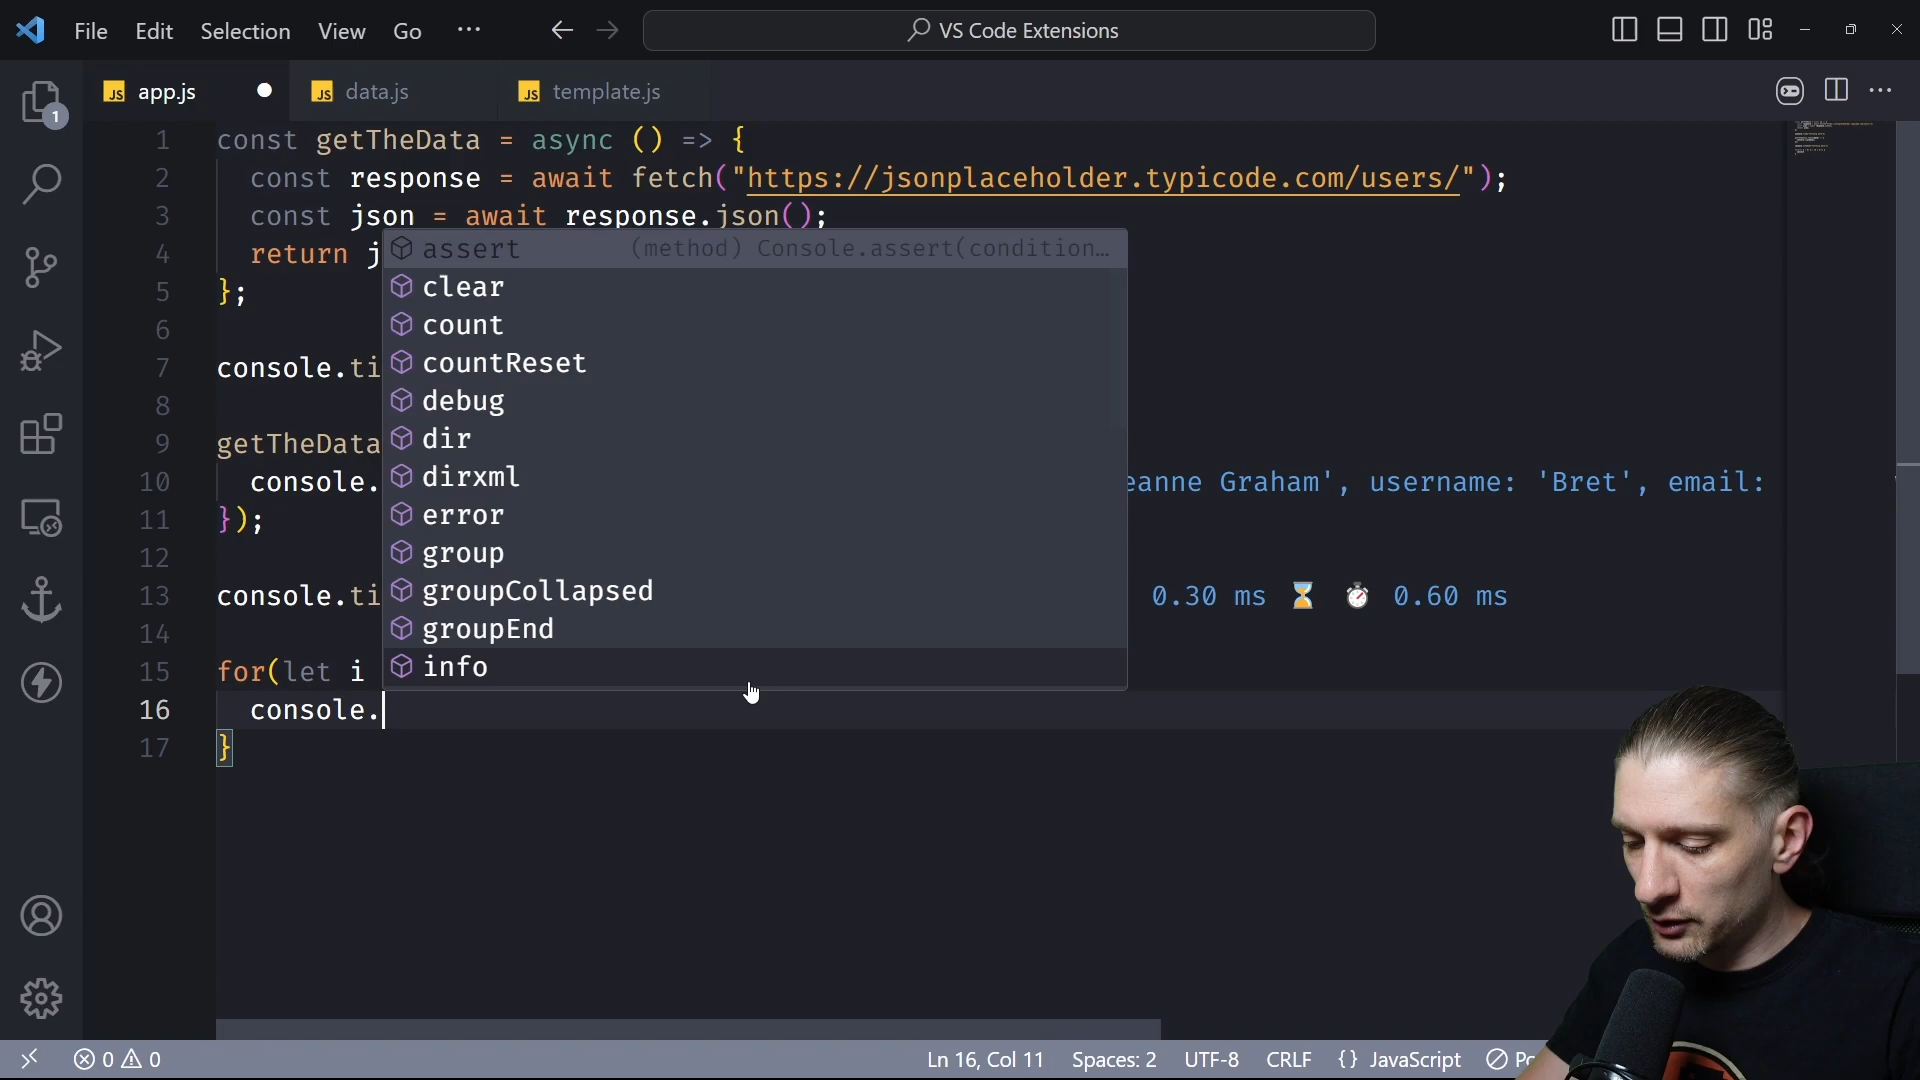 File Edit Selection View Go ··· VS Code Extensions
JS app.js JS data.js JS template.js
1
1 const getTheData = async () => {
2 const response = await fetch("https://jsonplaceholder.typicode.com/users/");
3 const json = await response.json();
4 return j
assert (method) Console.assert(condition…
5 };
clear
6
count
7 console.ti
countReset
8
debug
9 getTheData
dir
10 console.
dirxml
eanne Graham', username: 'Bret', email:
11 });
error
12
group
13 console.ti
groupCollapsed
0.30 ms ⌛ ⏱ 0.60 ms
14
groupEnd
15 for(let i
info
16 console.
17 }
0 0 Ln 16, Col 11 Spaces: 2 UTF-8 CRLF {} JavaScript